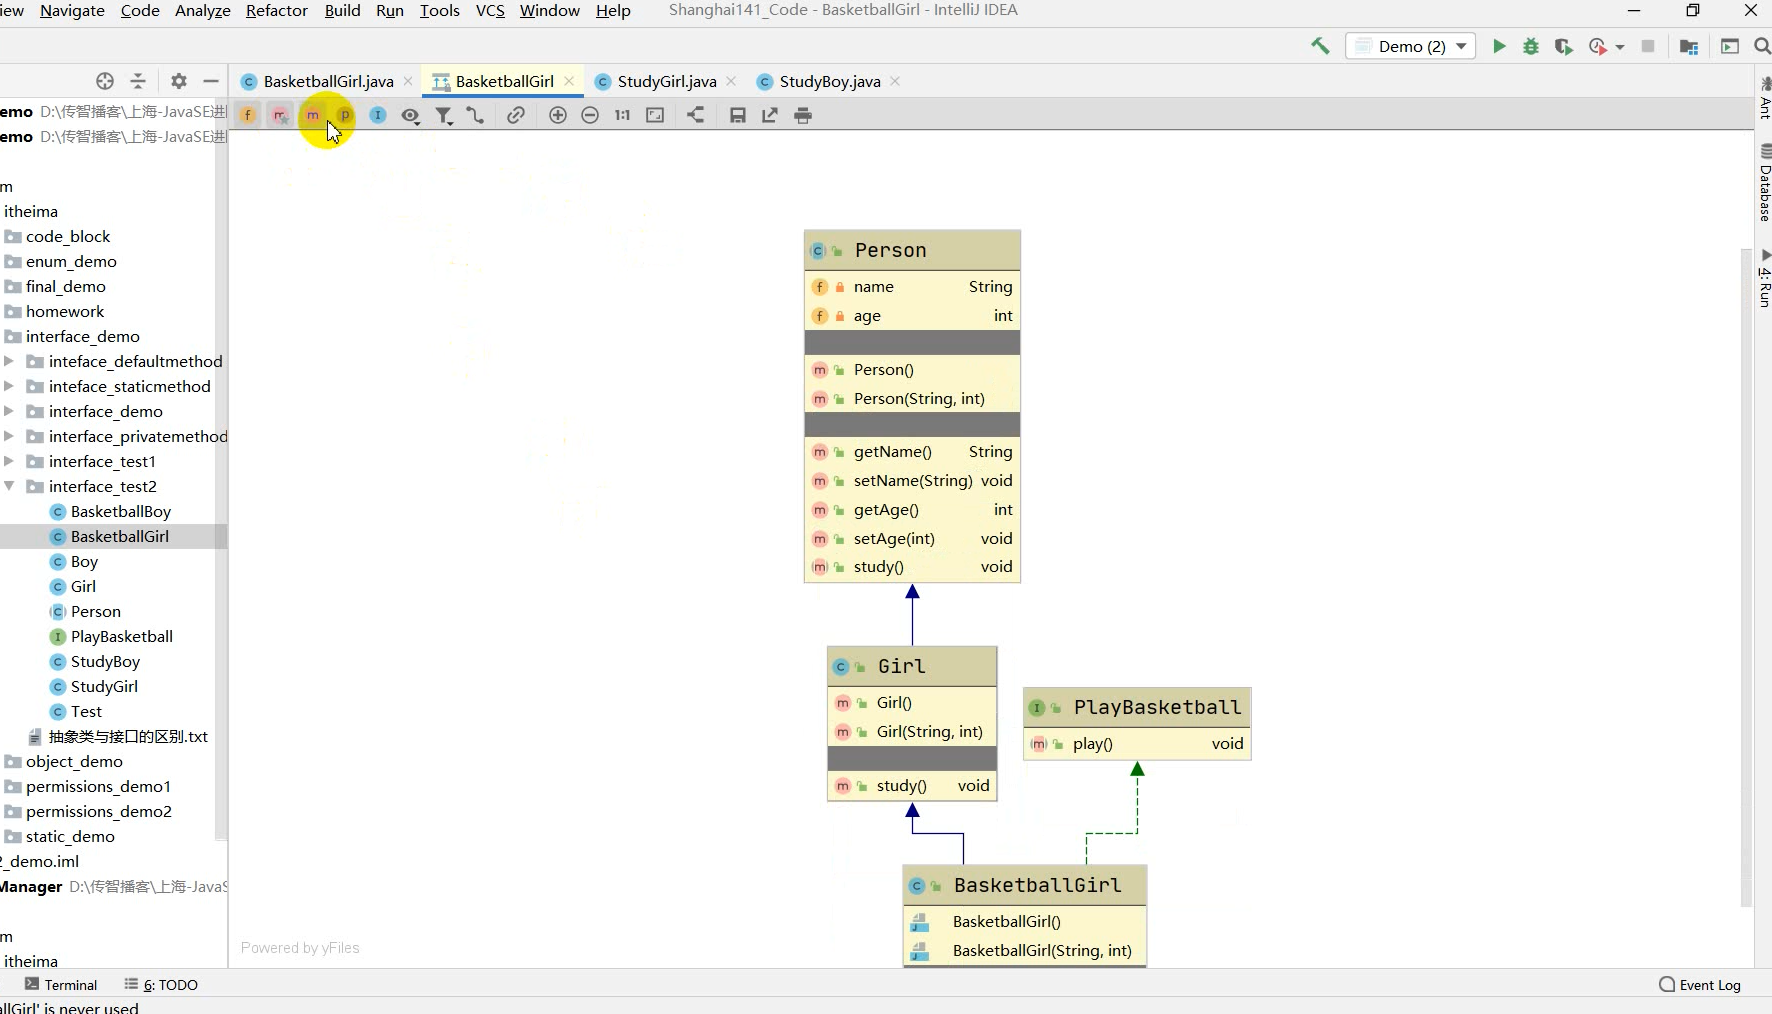 iew Navigate Code Analyze Refactor Build Run Tools VCS Window Help Shanghai141_Code - BasketballGirl - IntelliJ IDEA
Demo (2)
BasketballGirl.java BasketballGirl StudyGirl.java StudyBoy.java
emo D:\传智播客\上海-JavaSE进
emo D:\传智播客\上海-JavaSE进
m
itheima
code_block
enum_demo
final_demo
homework
interface_demo
inteface_defaultmethod
inteface_staticmethod
interface_demo
interface_privatemethod
interface_test1
interface_test2
BasketballBoy
BasketballGirl
Boy
Girl
Person
PlayBasketball
StudyBoy
StudyGirl
Test
抽象类与接口的区别.txt
object_demo
permissions_demo1
permissions_demo2
static_demo
2_demo.iml
Manager D:\传智播客\上海-JavaS
m
itheima
1:1
Person
name String
age int
Person()
Person(String, int)
getName() String
setName(String) void
getAge() int
setAge(int) void
study() void
Girl
Girl()
Girl(String, int)
study() void
PlayBasketball
play() void
BasketballGirl
BasketballGirl()
BasketballGirl(String, int)
Powered by yFiles
Ant
Database
4: Run
Terminal 6: TODO Event Log
allGirl' is never used